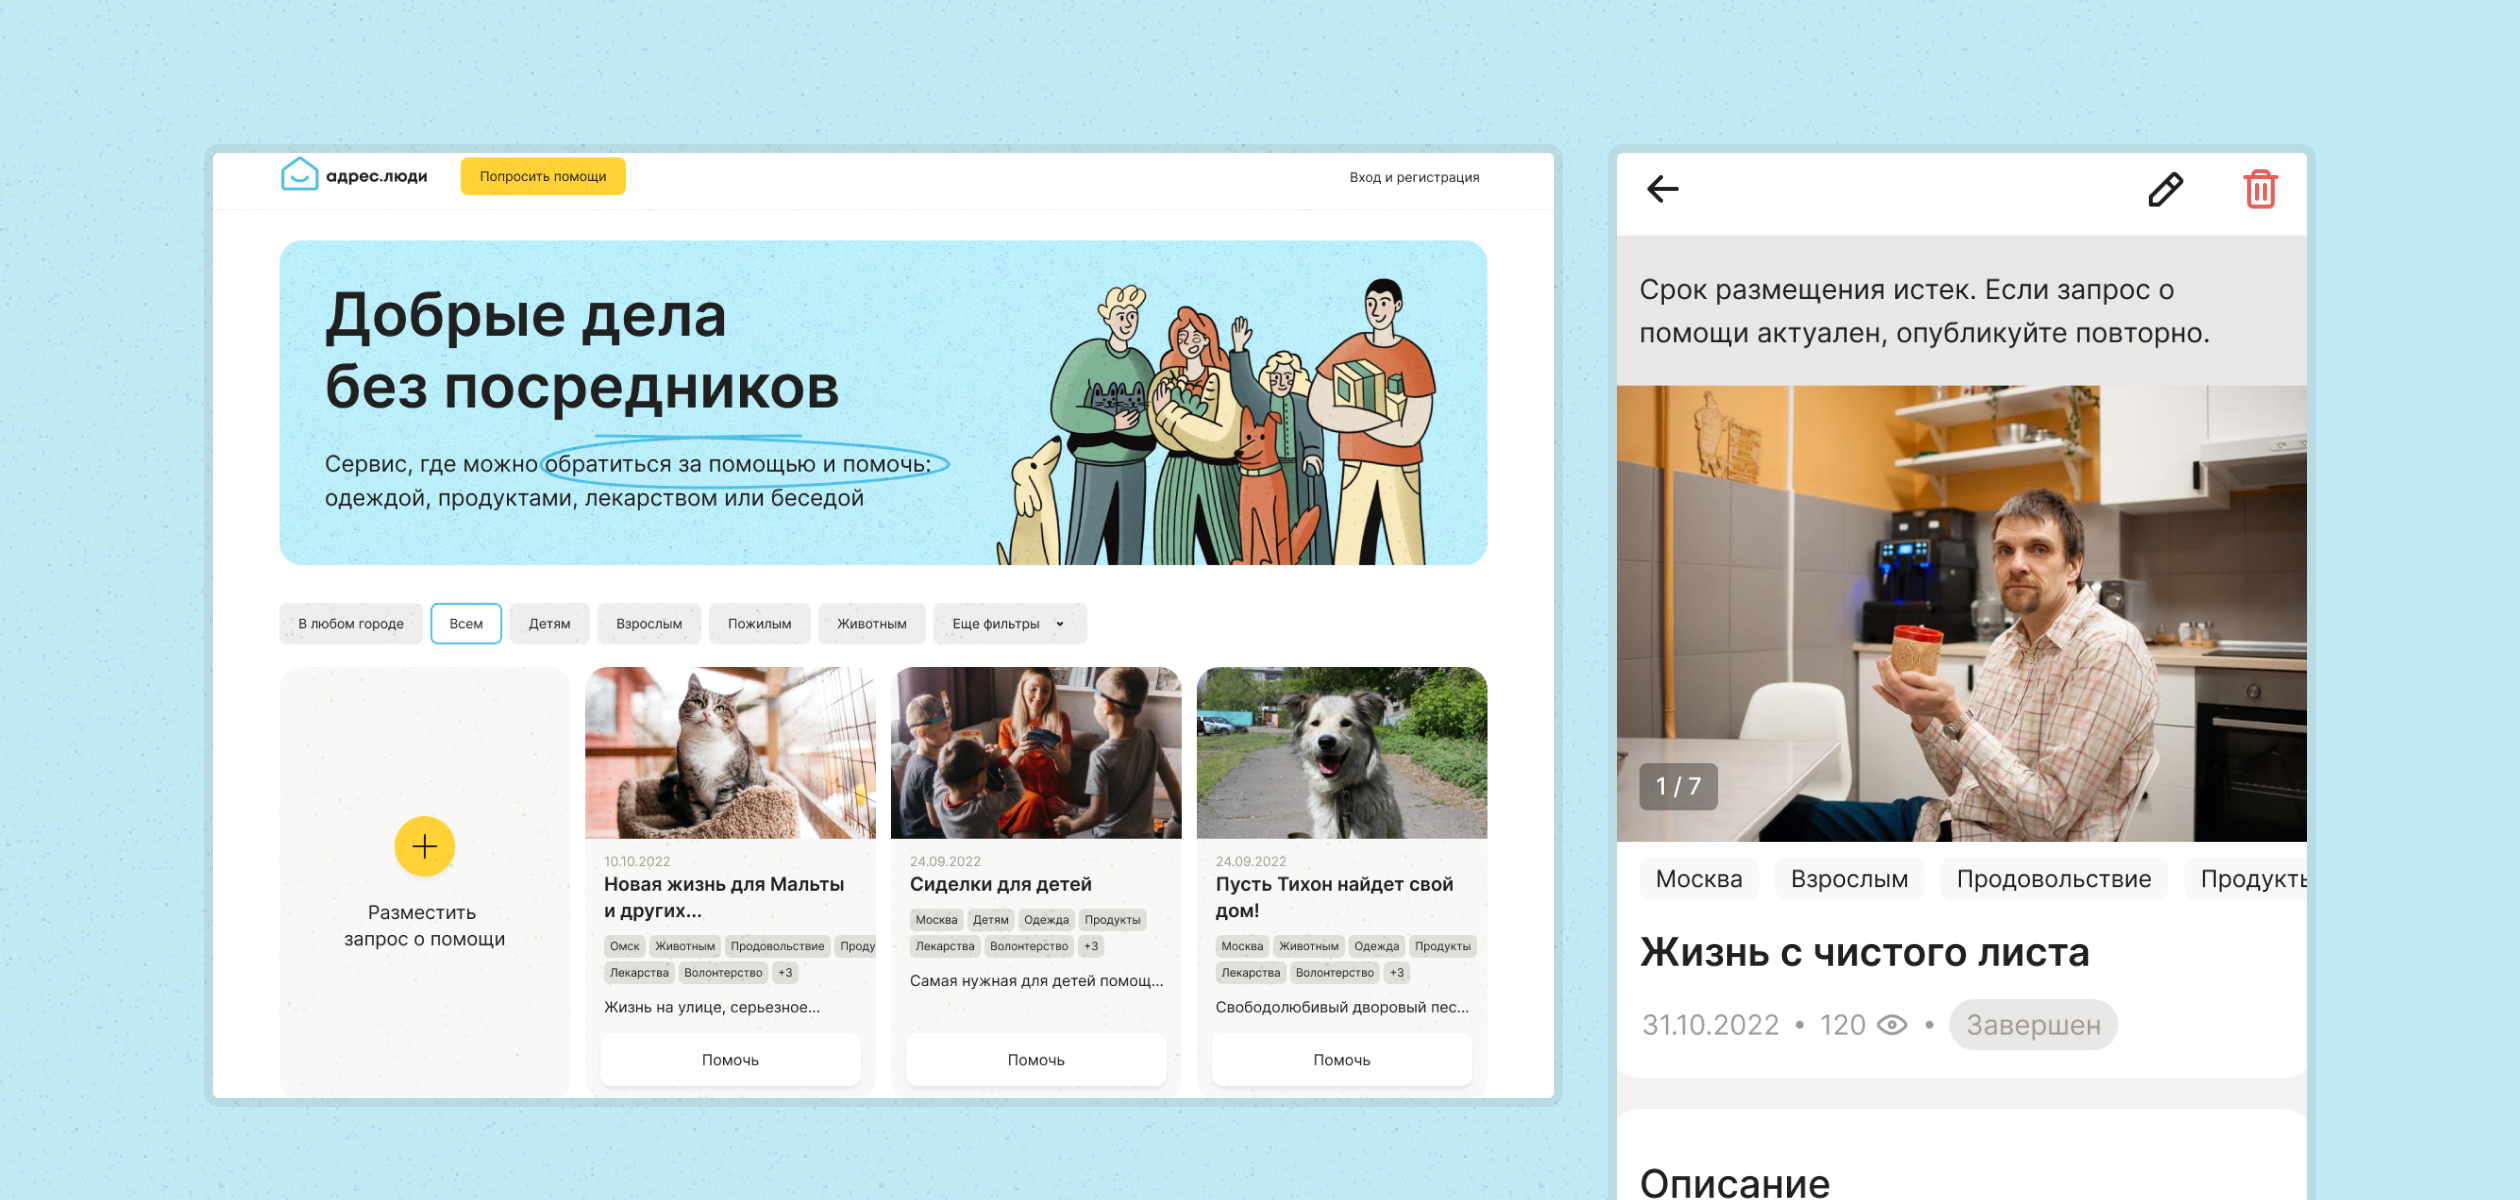 адрес.люди
Попросить помощи
Вход и регистрация
Добрые дела
без посредников
Сервис, где можно обратиться за помощью и помочь:
одеждой, продуктами, лекарством или беседой
В любом городе
Всем
Детям
Взрослым
Пожилым
Животным
Еще фильтры
Разместить
запрос о помощи
10.10.2022
Новая жизнь для Мальты
и других...
Омск Животным Продовольствие Проду
Лекарства Волонтерство +3
Жизнь на улице, серьезное...
Помочь
24.09.2022
Сиделки для детей
Москва Детям Одежда Продукты
Лекарства Волонтерство +3
Самая нужная для детей помощ...
Помочь
24.09.2022
Пусть Тихон найдет свой
дом!
Москва Животным Одежда Продукты
Лекарства Волонтерство +3
Свободолюбивый дворовый пес...
Помочь
Срок размещения истек. Если запрос о
помощи актуален, опубликуйте повторно.
1 / 7
Москва Взрослым Продовольствие Продукты
Жизнь с чистого листа
31.10.2022 • 120 • Завершен
Описание